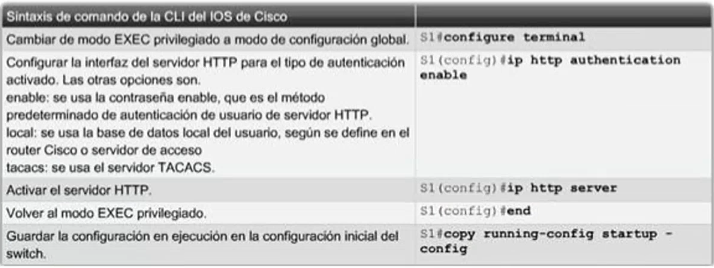 Sintaxis de comando de la CLI del IOS de Cisco
Cambiar de modo EXEC privilegiado a modo de configuración global. S1#configure terminal
Configurar la interfaz del servidor HTTP para el tipo de autenticación
activado. Las otras opciones son.
enable: se usa la contraseña enable, que es el método
predeterminado de autenticación de usuario de servidor HTTP.
local: se usa la base de datos local del usuario, según se define en el
router Cisco o servidor de acceso
tacacs: se usa el servidor TACACS.
S1(config)#ip http authentication
enable
Activar el servidor HTTP. S1(config)#ip http server
Volver al modo EXEC privilegiado. S1(config)#end
Guardar la configuración en ejecución en la configuración inicial del
switch.
S1#copy running-config startup -
config